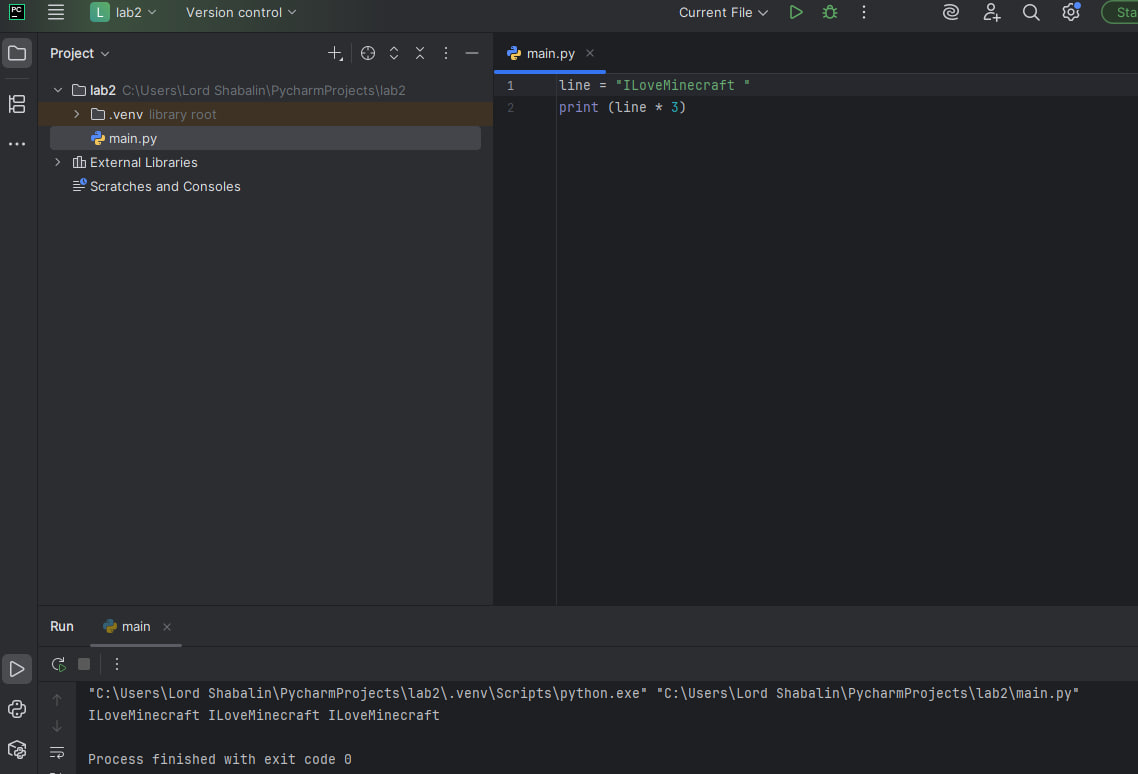 PC L lab2 Version control Current File Sta
Project main.py
lab2 C:\Users\Lord Shabalin\PycharmProjects\lab2
.venv library root
main.py
External Libraries
Scratches and Consoles
1 line = "ILoveMinecraft "
2 print (line * 3)
Run main
"C:\Users\Lord Shabalin\PycharmProjects\lab2\.venv\Scripts\python.exe" "C:\Users\Lord Shabalin\PycharmProjects\lab2\main.py"
ILoveMinecraft ILoveMinecraft ILoveMinecraft
Process finished with exit code 0